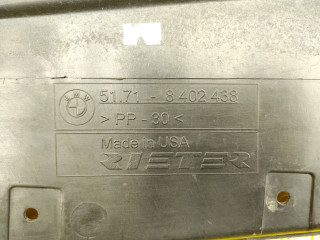 51.71 - 3 402 438
> PP - 30 <
Made in USA
RIETER